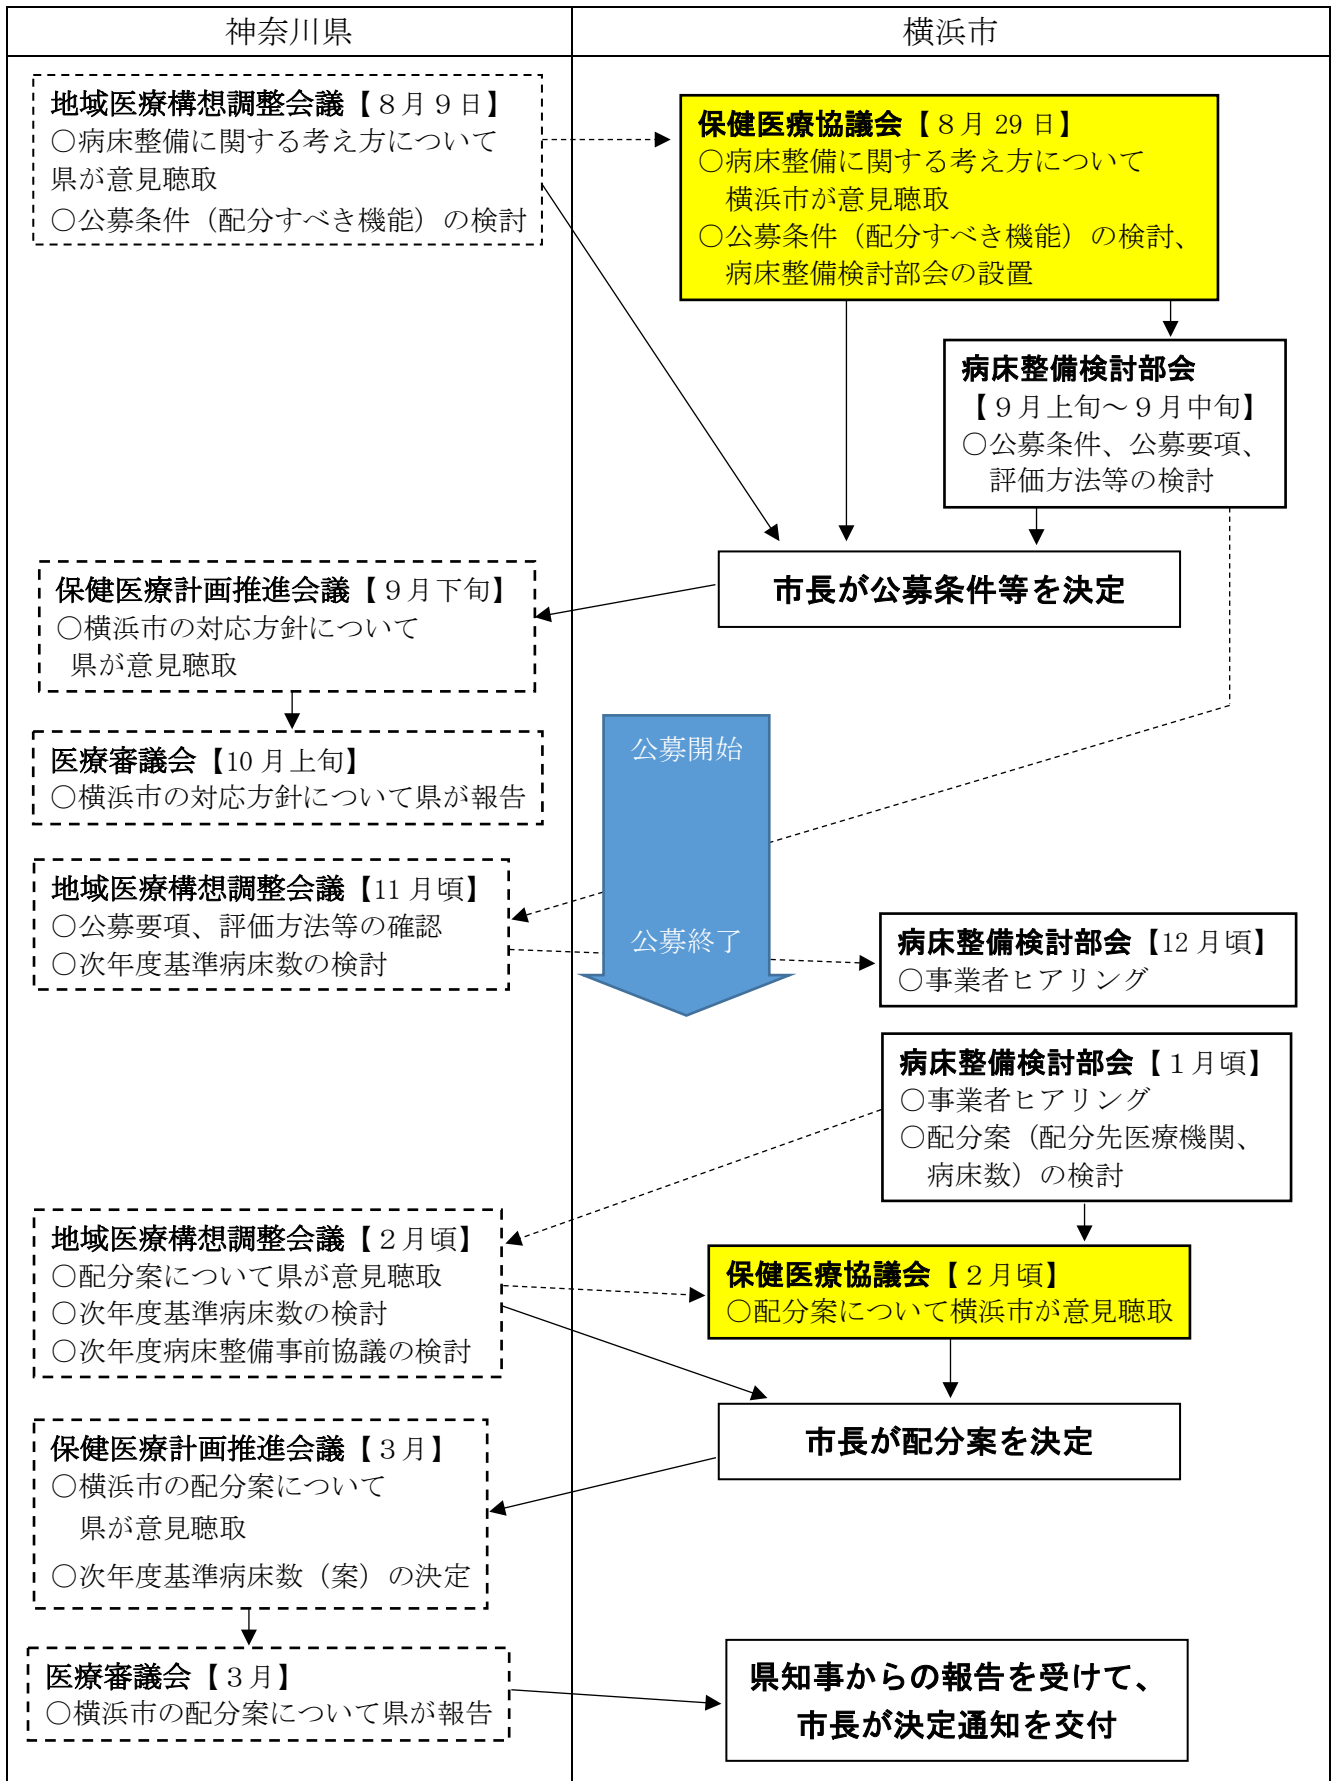 神奈川県
横浜市
地域医療構想調整会議【８月９日】
○病床整備に関する考え方について
県が意見聴取
○公募条件（配分すべき機能）の検討
保健医療協議会【８月 29 日】
○病床整備に関する考え方について
横浜市が意見聴取
○公募条件（配分すべき機能）の検討、
病床整備検討部会の設置
病床整備検討部会
【９月上旬～９月中旬】
○公募条件、公募要項、
評価方法等の検討
市長が公募条件等を決定
保健医療計画推進会議【９月下旬】
○横浜市の対応方針について
県が意見聴取
医療審議会【10 月上旬】
○横浜市の対応方針について県が報告
公募開始
公募終了
地域医療構想調整会議【11 月頃】
○公募要項、評価方法等の確認
○次年度基準病床数の検討
病床整備検討部会【12 月頃】
○事業者ヒアリング
病床整備検討部会【１月頃】
○事業者ヒアリング
○配分案（配分先医療機関、
病床数）の検討
地域医療構想調整会議【２月頃】
○配分案について県が意見聴取
○次年度基準病床数の検討
○次年度病床整備事前協議の検討
保健医療協議会【２月頃】
○配分案について横浜市が意見聴取
市長が配分案を決定
保健医療計画推進会議【３月】
○横浜市の配分案について
県が意見聴取
○次年度基準病床数（案）の決定
医療審議会【３月】
○横浜市の配分案について県が報告
県知事からの報告を受けて、
市長が決定通知を交付